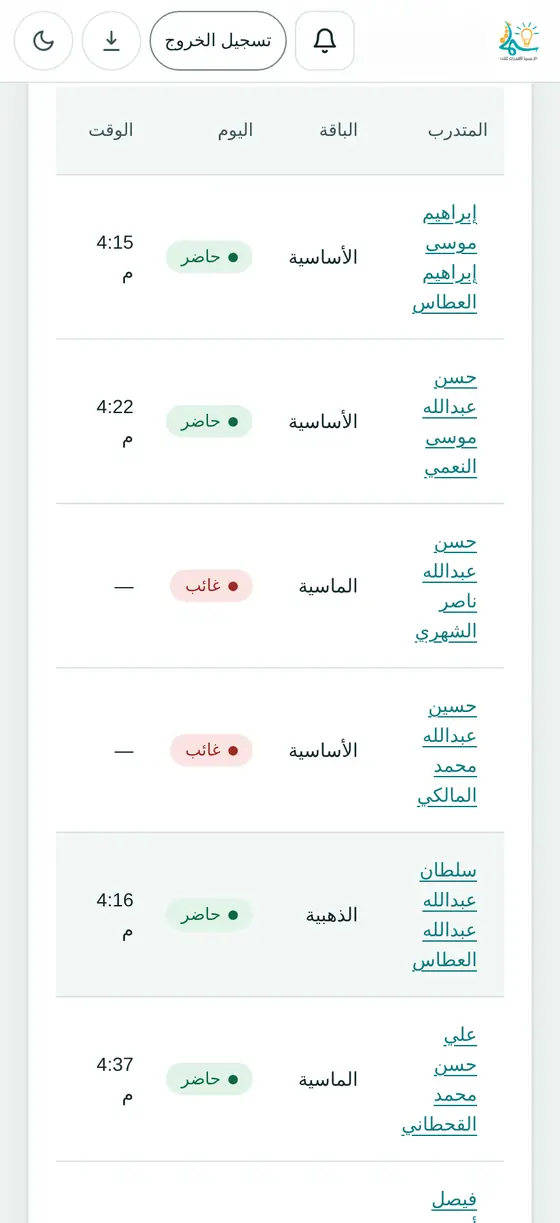 تسجيل الخروج
المتدرب الباقة اليوم الوقت
إبراهيم
موسى
إبراهيم
العطاس
الأساسية
حاضر
4:15
م
حسن
عبدالله
موسى
النعمي
الأساسية
حاضر
4:22
م
حسن
عبدالله
ناصر
الشهري
الماسية
غائب
—
حسين
عبدالله
محمد
المالكي
الأساسية
غائب
—
سلطان
عبدالله
عبدالله
العطاس
الذهبية
حاضر
4:16
م
علي
حسن
محمد
القحطاني
الماسية
حاضر
4:37
م
فيصل